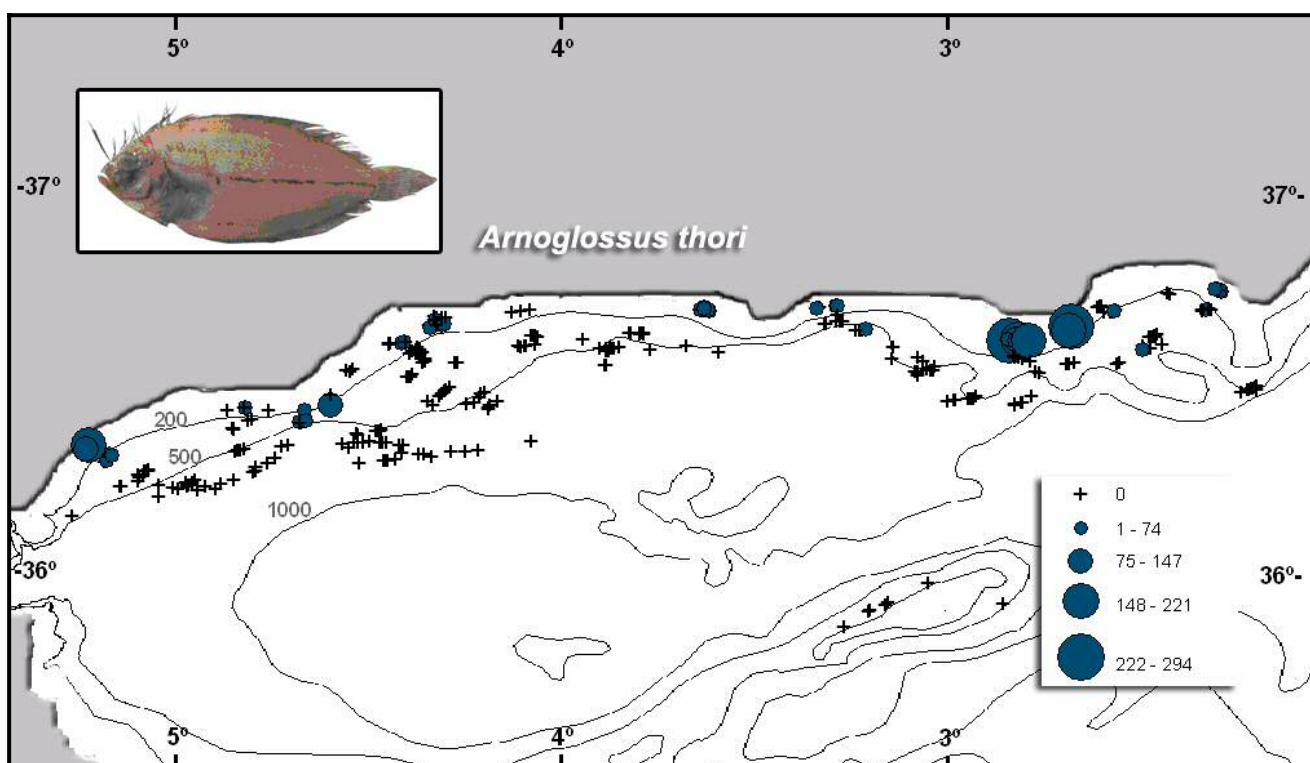 5º 4º 3º
-37º 37º-
Arnoglossus thori
200
500
1000
0
1 - 74
75 - 147
148 - 221
222 - 294
-36º 36º-
5º 4º 3º